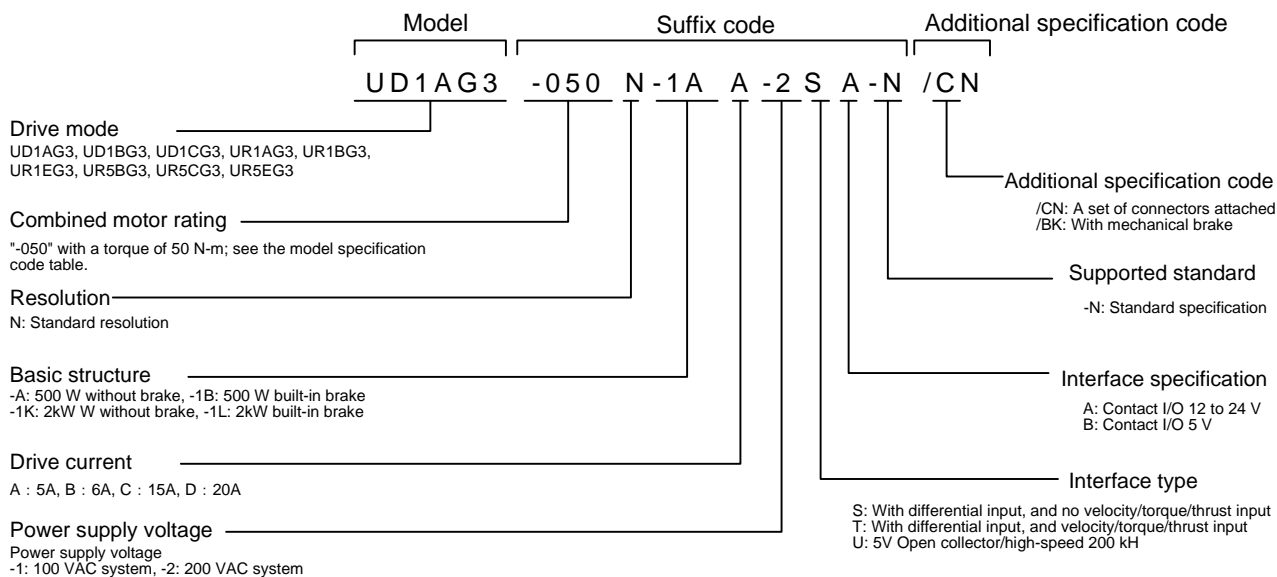 Model
Suffix code
Additional specification code
UD1AG3 -050 N -1A A -2 S A -N /CN
Drive mode
UD1AG3, UD1BG3, UD1CG3, UR1AG3, UR1BG3,
UR1EG3, UR5BG3, UR5CG3, UR5EG3
Combined motor rating
"-050" with a torque of 50 N-m; see the model specification
code table.
Resolution
N: Standard resolution
Basic structure
-A: 500 W without brake, -1B: 500 W built-in brake
-1K: 2kW W without brake, -1L: 2kW built-in brake
Drive current
A : 5A, B : 6A, C : 15A, D : 20A
Power supply voltage
Power supply voltage
-1: 100 VAC system, -2: 200 VAC system
Additional specification code
/CN: A set of connectors attached
/BK: With mechanical brake
Supported standard
-N: Standard specification
Interface specification
A: Contact I/O 12 to 24 V
B: Contact I/O 5 V
Interface type
S: With differential input, and no velocity/torque/thrust input
T: With differential input, and velocity/torque/thrust input
U: 5V Open collector/high-speed 200 kH